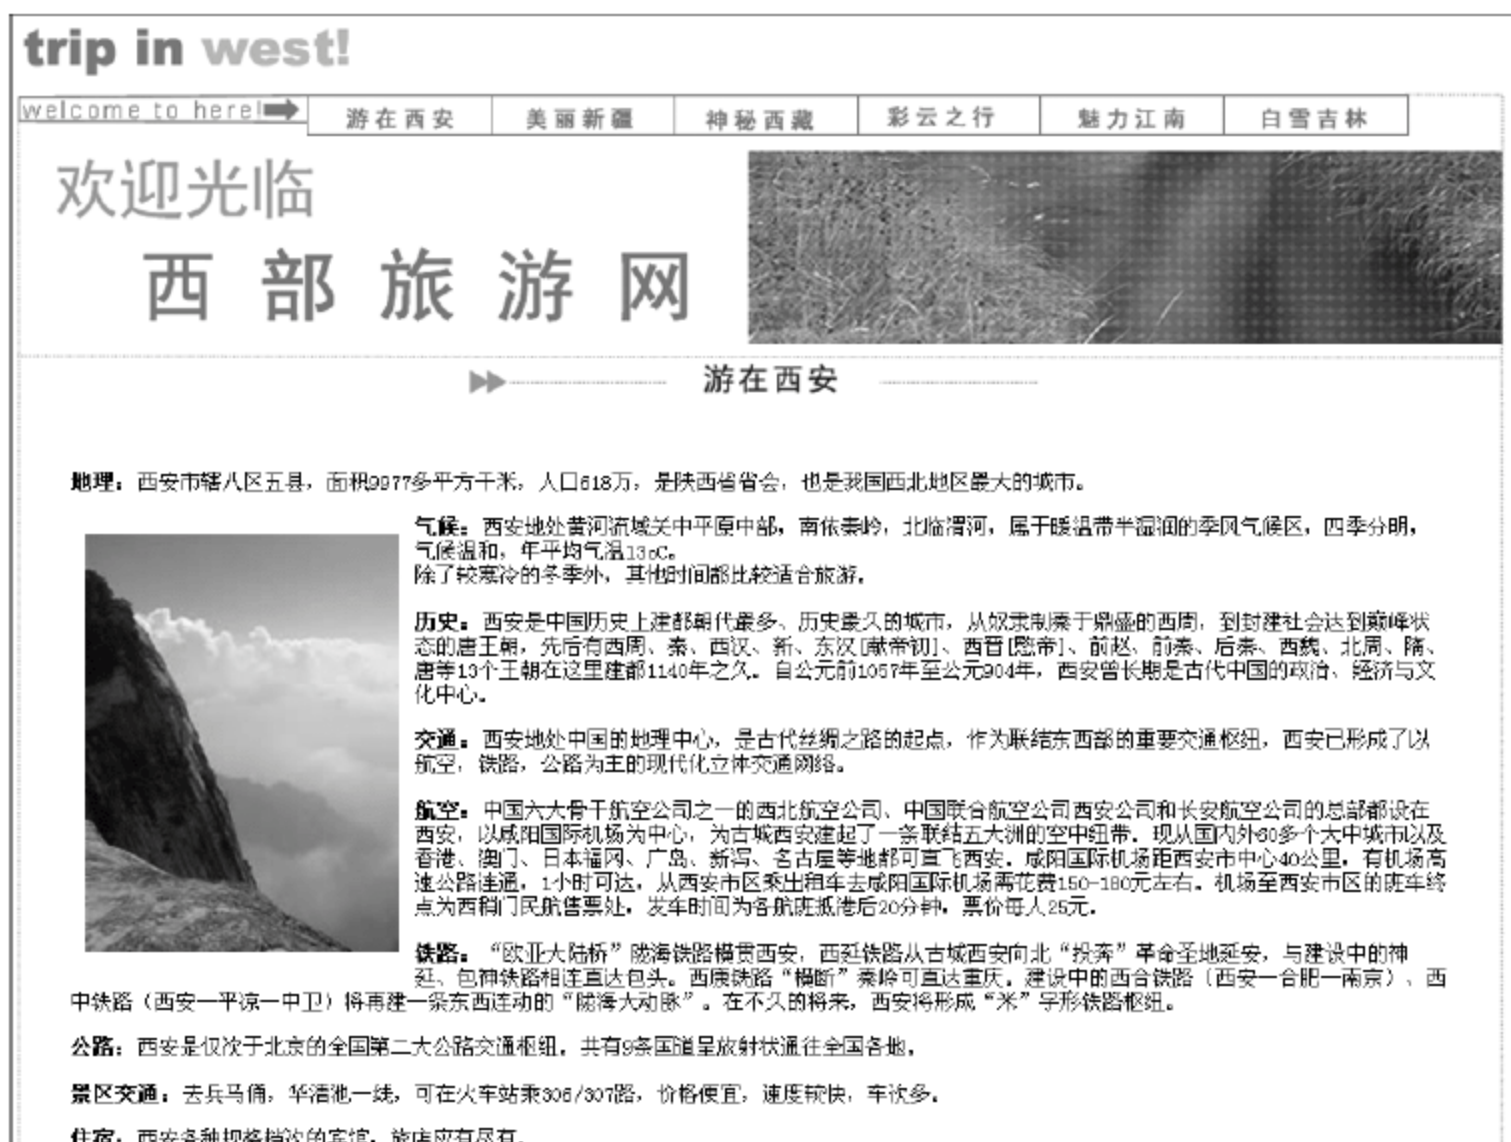 trip in west!
welcome to here!
游在西安 美丽新疆 神秘西藏 彩云之行 魅力江南 白雪吉林
欢迎光临
西部旅游网
游在西安
地理：西安市辖八区五县，面积9977多平方千米，人口618万，是陕西省省会，也是我国西北地区最大的城市。
气候：西安地处黄河流域关中平原中部，南依秦岭，北临渭河，属于暖温带半湿润的季风气候区，四季分明，
气候温和，年平均气温13oC。
除了较寒冷的冬季外，其他时间都比较适合旅游。
历史：西安是中国历史上建都朝代最多、历史最久的城市，从奴隶制臻于鼎盛的西周，到封建社会达到巅峰状
态的唐王朝，先后有西周、秦、西汉、新、东汉[献帝初]、西晋[愍帝]、前赵、前秦、后秦、西魏、北周、隋、
唐等13个王朝在这里建都1140年之久。自公元前1057年至公元904年，西安曾长期是古代中国的政治、经济与文
化中心。
交通：西安地处中国的地理中心，是古代丝绸之路的起点，作为联结东西部的重要交通枢纽，西安已形成了以
航空，铁路，公路为主的现代化立体交通网络。
航空：中国六大骨干航空公司之一的西北航空公司、中国联合航空公司西安公司和长安航空公司的总部都设在
西安，以咸阳国际机场为中心，为古城西安建起了一条联结五大洲的空中纽带。现从国内外60多个大中城市以及
香港、澳门、日本福冈、广岛、新泻、名古屋等地都可直飞西安。咸阳国际机场距西安市中心40公里，有机场高
速公路连通，1小时可达，从西安市区乘出租车去咸阳国际机场需花费150-180元左右。机场至西安市区的班车终
点为西稍门民航售票处，发车时间为各航班抵港后20分钟，票价每人25元。
铁路：“欧亚大陆桥”陇海铁路横贯西安，西延铁路从古城西安向北“投奔”革命圣地延安，与建设中的神
延、包神铁路相连直达包头。西康铁路“横断”秦岭可直达重庆。建设中的西合铁路（西安—合肥—南京）、西
中铁路（西安—平凉—中卫）将再建一条东西连动的“陇海大动脉”。在不久的将来，西安将形成“米”字形铁路枢纽。
公路：西安是仅次于北京的全国第二大公路交通枢纽。共有9条国道呈放射状通往全国各地。
景区交通：去兵马俑，华清池一线，可在火车站乘306/307路，价格便宜，速度较快，车次多。
住宿：西安各种规格档次的宾馆，旅店应有尽有。